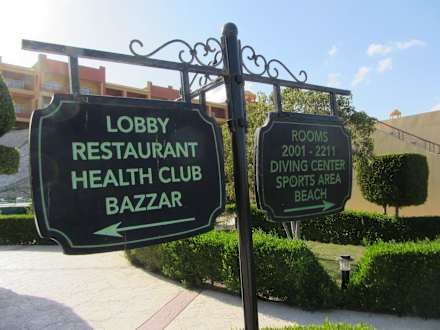 LOBBY
RESTAURANT
HEALTH CLUB
BAZZAR
ROOMS
2001 - 2211
DIVING CENTER
SPORTS AREA
BEACH